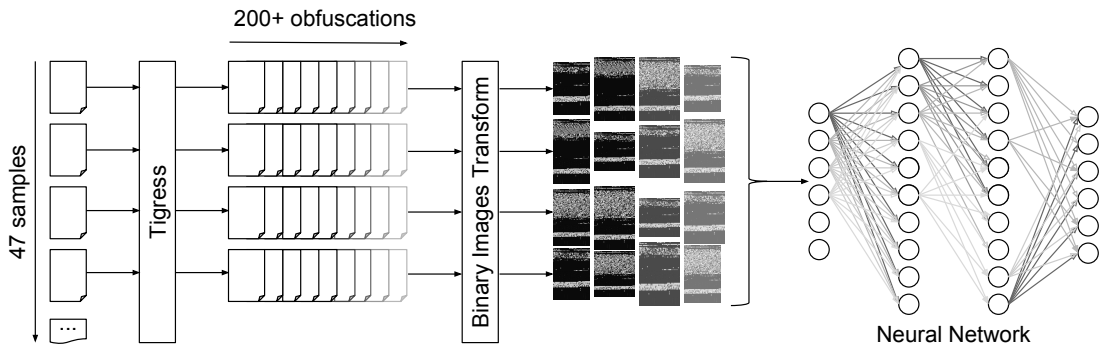 200+ obfuscations
47 samples
Tigress
Binary Images Transform
...
Neural Network